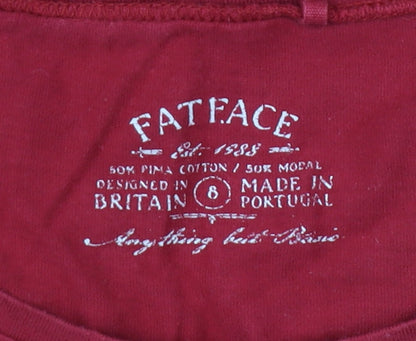 FATFACE
Est. 1988
50% PIMA COTTON / 50% MODAL
DESIGNED IN 8 MADE IN
BRITAIN PORTUGAL
Anything but Basic